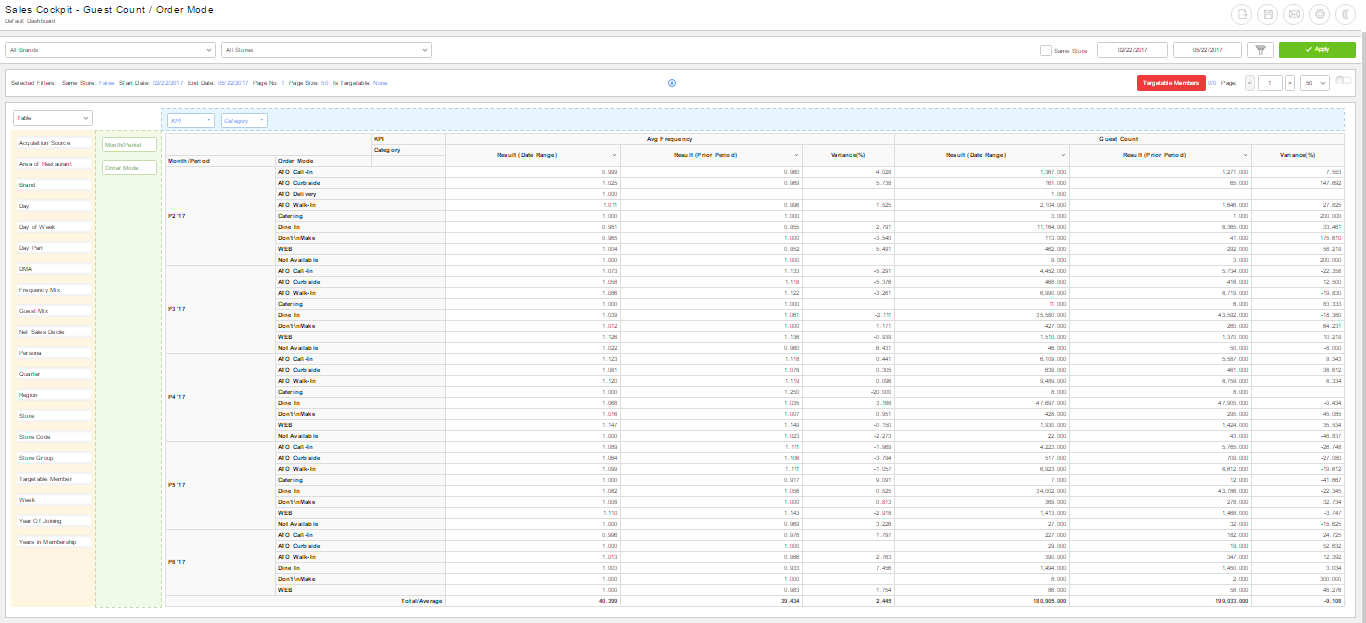 Sales Cockpit - Guest Count / Order Mode
Default Dashboard
All Brands
All Stores
Same Store
02/22/2017
05/22/2017
Apply
Selected Filters: Same Store: False Start Date: 02/22/2017 End Date: 05/22/2017 Page No: 1 Page Size: 50 Is Targetable: None
Targetable Members 0/0 Page: < 1 > 50
Table
KPI
Category
Acquisition Source
Area of Restaurant
Brand
Day
Day of Week
Day Part
DMA
Frequency Mix
Guest Mix
Net Sales Decile
Persona
Quarter
Region
Store
Store Code
Store Group
Targetable Member
Week
Year Of Joining
Years in Membership
Month/Period
Order Mode
KPI Avg Frequency Guest Count
Category Result (Date Range) Result (Prior Period) Variance(%) Result (Date Range) Result (Prior Period) Variance(%)
Month/Period Order Mode
P2 '17
ATO Call-In 0.999 0.960 4.028 1,367.000 1,271.000 7.553
ATO Curbside 1.025 0.969 5.738 161.000 65.000 147.692
ATO Delivery 1.000 1.000
ATO Walk-In 1.011 0.996 1.525 2,104.000 1,646.000 27.825
Catering 1.000 1.000 3.000 1.000 200.000
Dine In 0.981 0.955 2.791 11,164.000 8,365.000 33.461
Don't\nMake 0.965 1.000 -3.540 113.000 41.000 175.610
WEB 1.004 0.952 5.491 462.000 292.000 58.219
Not Available 1.000 1.000 9.000 3.000 200.000
P3 '17
ATO Call-In 1.073 1.133 -5.291 4,452.000 5,734.000 -22.358
ATO Curbside 1.058 1.118 -5.376 468.000 416.000 12.500
ATO Walk-In 1.086 1.122 -3.261 6,990.000 8,719.000 -19.830
Catering 1.000 1.000 11.000 6.000 83.333
Dine In 1.039 1.061 -2.111 35,580.000 43,592.000 -18.380
Don't\nMake 1.012 1.000 1.171 427.000 260.000 64.231
WEB 1.126 1.136 -0.939 1,510.000 1,370.000 10.219
Not Available 1.022 0.960 6.431 46.000 50.000 -8.000
P4 '17
ATO Call-In 1.123 1.118 0.441 6,109.000 5,587.000 9.343
ATO Curbside 1.081 1.078 0.305 639.000 461.000 38.612
ATO Walk-In 1.120 1.119 0.096 9,489.000 8,759.000 8.334
Catering 1.000 1.250 -20.000 8.000 8.000
Dine In 1.068 1.035 3.168 47,697.000 47,905.000 -0.434
Don't\nMake 1.016 1.007 0.951 428.000 295.000 45.085
WEB 1.147 1.149 -0.150 1,930.000 1,424.000 35.534
Not Available 1.000 1.023 -2.273 22.000 43.000 -48.837
P5 '17
ATO Call-In 1.089 1.111 -1.969 4,223.000 5,765.000 -26.748
ATO Curbside 1.064 1.106 -3.794 517.000 709.000 -27.080
ATO Walk-In 1.099 1.111 -1.057 6,923.000 8,612.000 -19.612
Catering 1.000 0.917 9.091 7.000 12.000 -41.667
Dine In 1.062 1.056 0.525 34,002.000 43,786.000 -22.345
Don't\nMake 1.008 1.000 0.813 369.000 278.000 32.734
WEB 1.110 1.143 -2.918 1,413.000 1,468.000 -3.747
Not Available 1.000 0.969 3.226 27.000 32.000 -15.625
P6 '17
ATO Call-In 0.996 0.978 1.797 227.000 182.000 24.725
ATO Curbside 1.000 1.000 29.000 19.000 52.632
ATO Walk-In 1.013 0.986 2.763 390.000 347.000 12.392
Dine In 1.003 0.933 7.456 1,494.000 1,450.000 3.034
Don't\nMake 1.000 1.000 8.000 2.000 300.000
WEB 1.000 0.983 1.754 86.000 58.000 48.276
Total/Average 40.399 39.434 2.445 180,905.000 199,033.000 -9.108